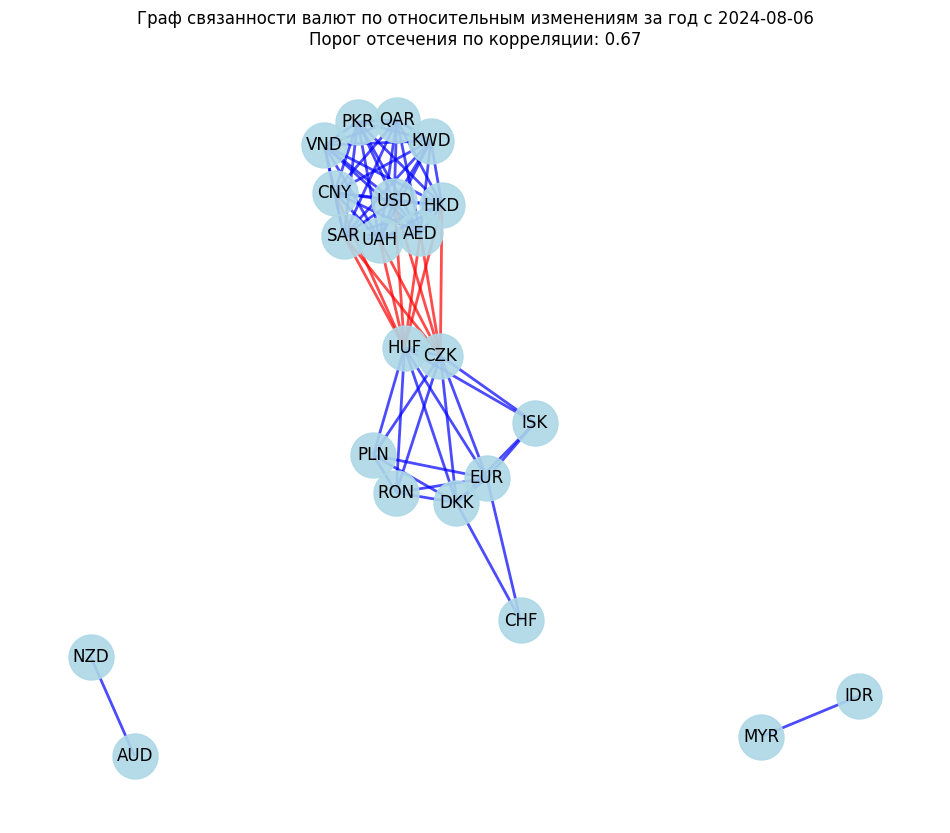 Граф связанности валют по относительным изменениям за год с 2024-08-06
Порог отсечения по корреляции: 0.67
PKR
QAR
VND
KWD
CNY
USD
HKD
SAR
UAH
AED
HUF
CZK
ISK
PLN
EUR
RON
DKK
CHF
NZD
IDR
MYR
AUD